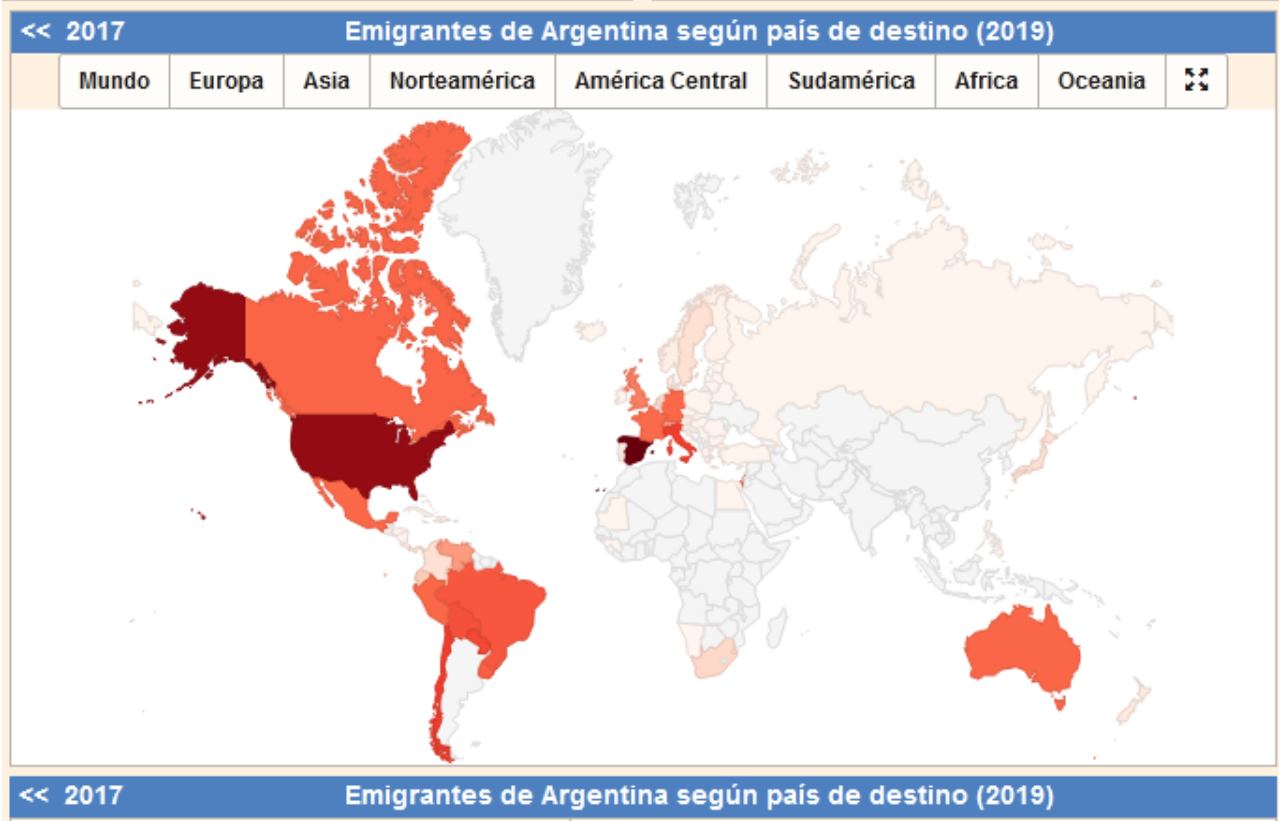 << 2017 Emigrantes de Argentina según país de destino (2019)
Mundo Europa Asia Norteamérica América Central Sudamérica Africa Oceania
<< 2017 Emigrantes de Argentina según país de destino (2019)